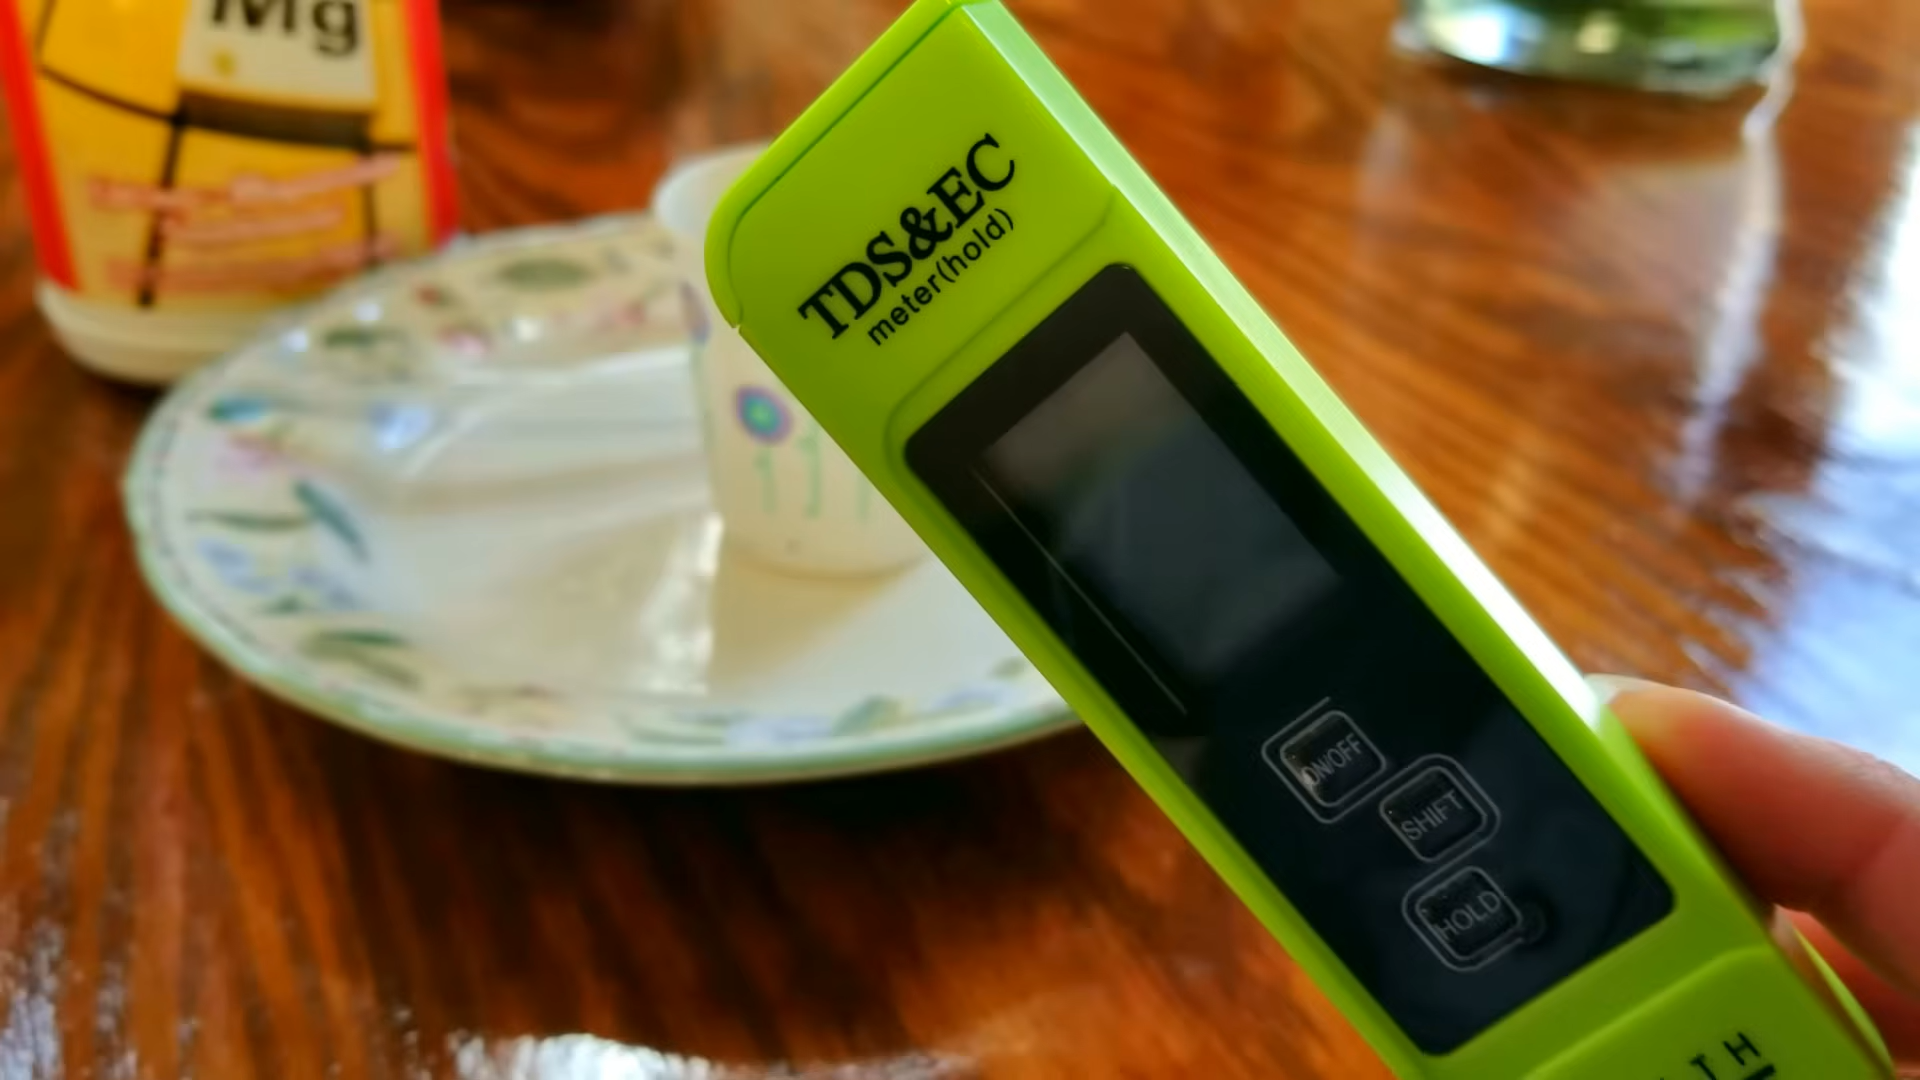 Mg
TDS&EC
meter(hold)
ON/OFF
SHIFT
HOLD